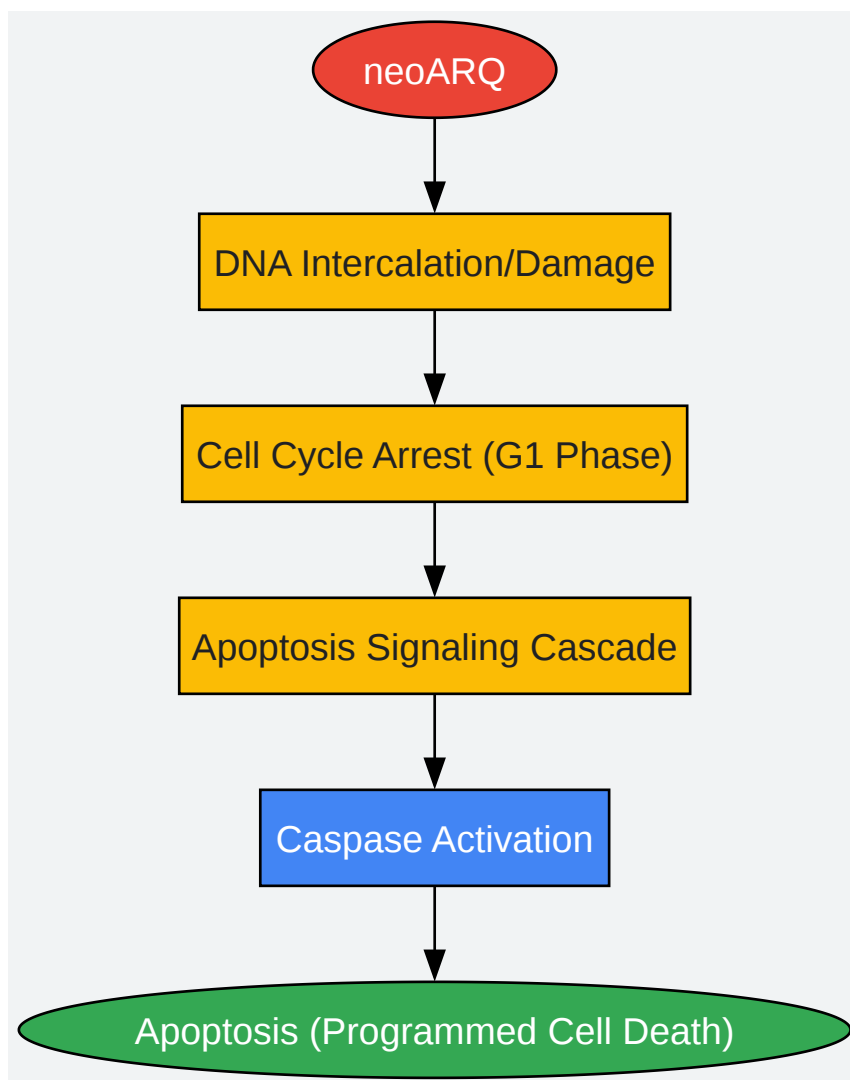 neoARQ
DNA Intercalation/Damage
Cell Cycle Arrest (G1 Phase)
Apoptosis Signaling Cascade
Caspase Activation
Apoptosis (Programmed Cell Death)